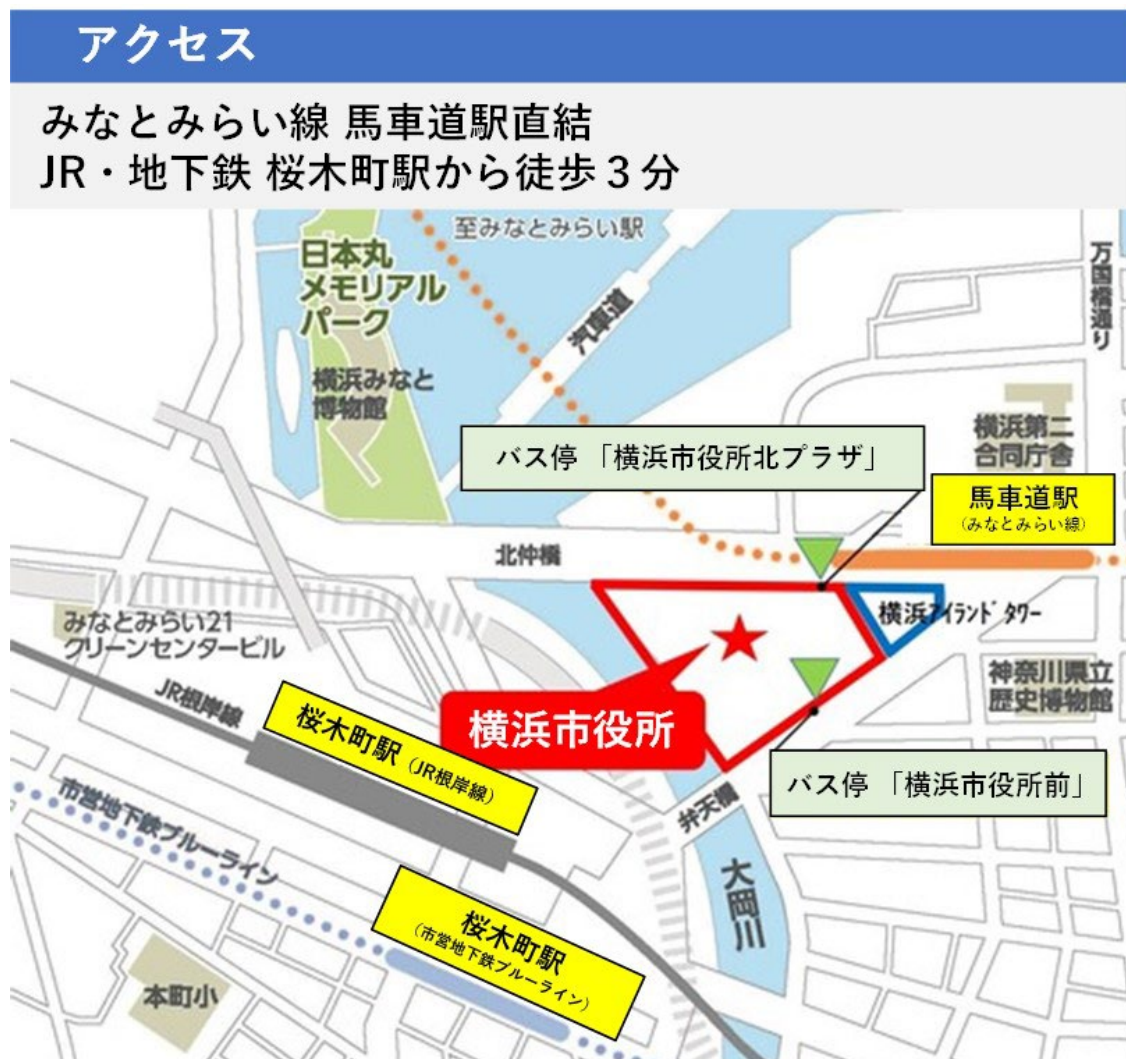 アクセス
みなとみらい線 馬車道駅直結
JR・地下鉄 桜木町駅から徒歩３分
至みなとみらい駅
日本丸
メモリアル
パーク
万国橋通り
汽車道
横浜みなと
博物館
横浜第二
合同庁舎
バス停 「横浜市役所北プラザ」
馬車道駅
(みなとみらい線)
北仲橋
横浜アイランドタワー
みなとみらい21
クリーンセンタービル
神奈川県立
歴史博物館
JR根岸線
横浜市役所
桜木町駅 (JR根岸線)
バス停 「横浜市役所前」
市営地下鉄ブルーライン
弁天橋
大岡川
桜木町駅
(市営地下鉄ブルーライン)
本町小